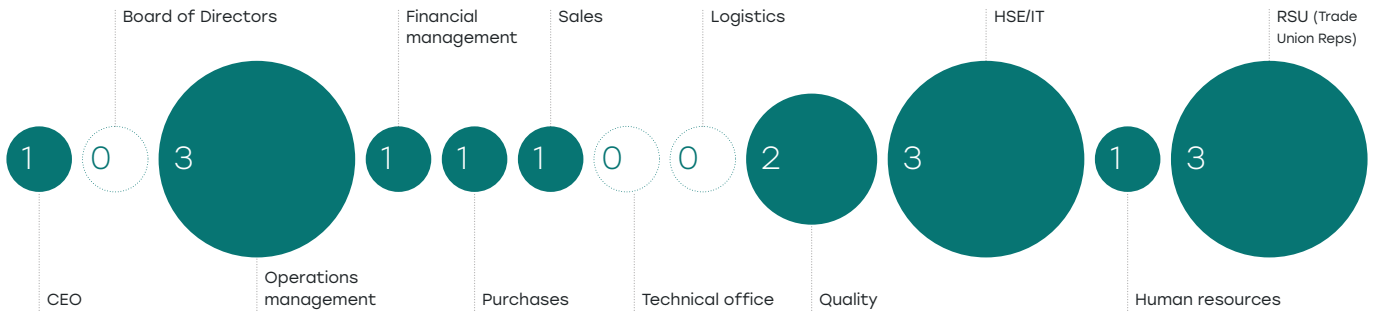 Board of Directors
Financial
management
Sales
Logistics
HSE/IT
RSU (Trade
Union Reps)
1
0
3
1
1
1
0
0
2
3
1
3
CEO
Operations
management
Purchases
Technical office
Quality
Human resources